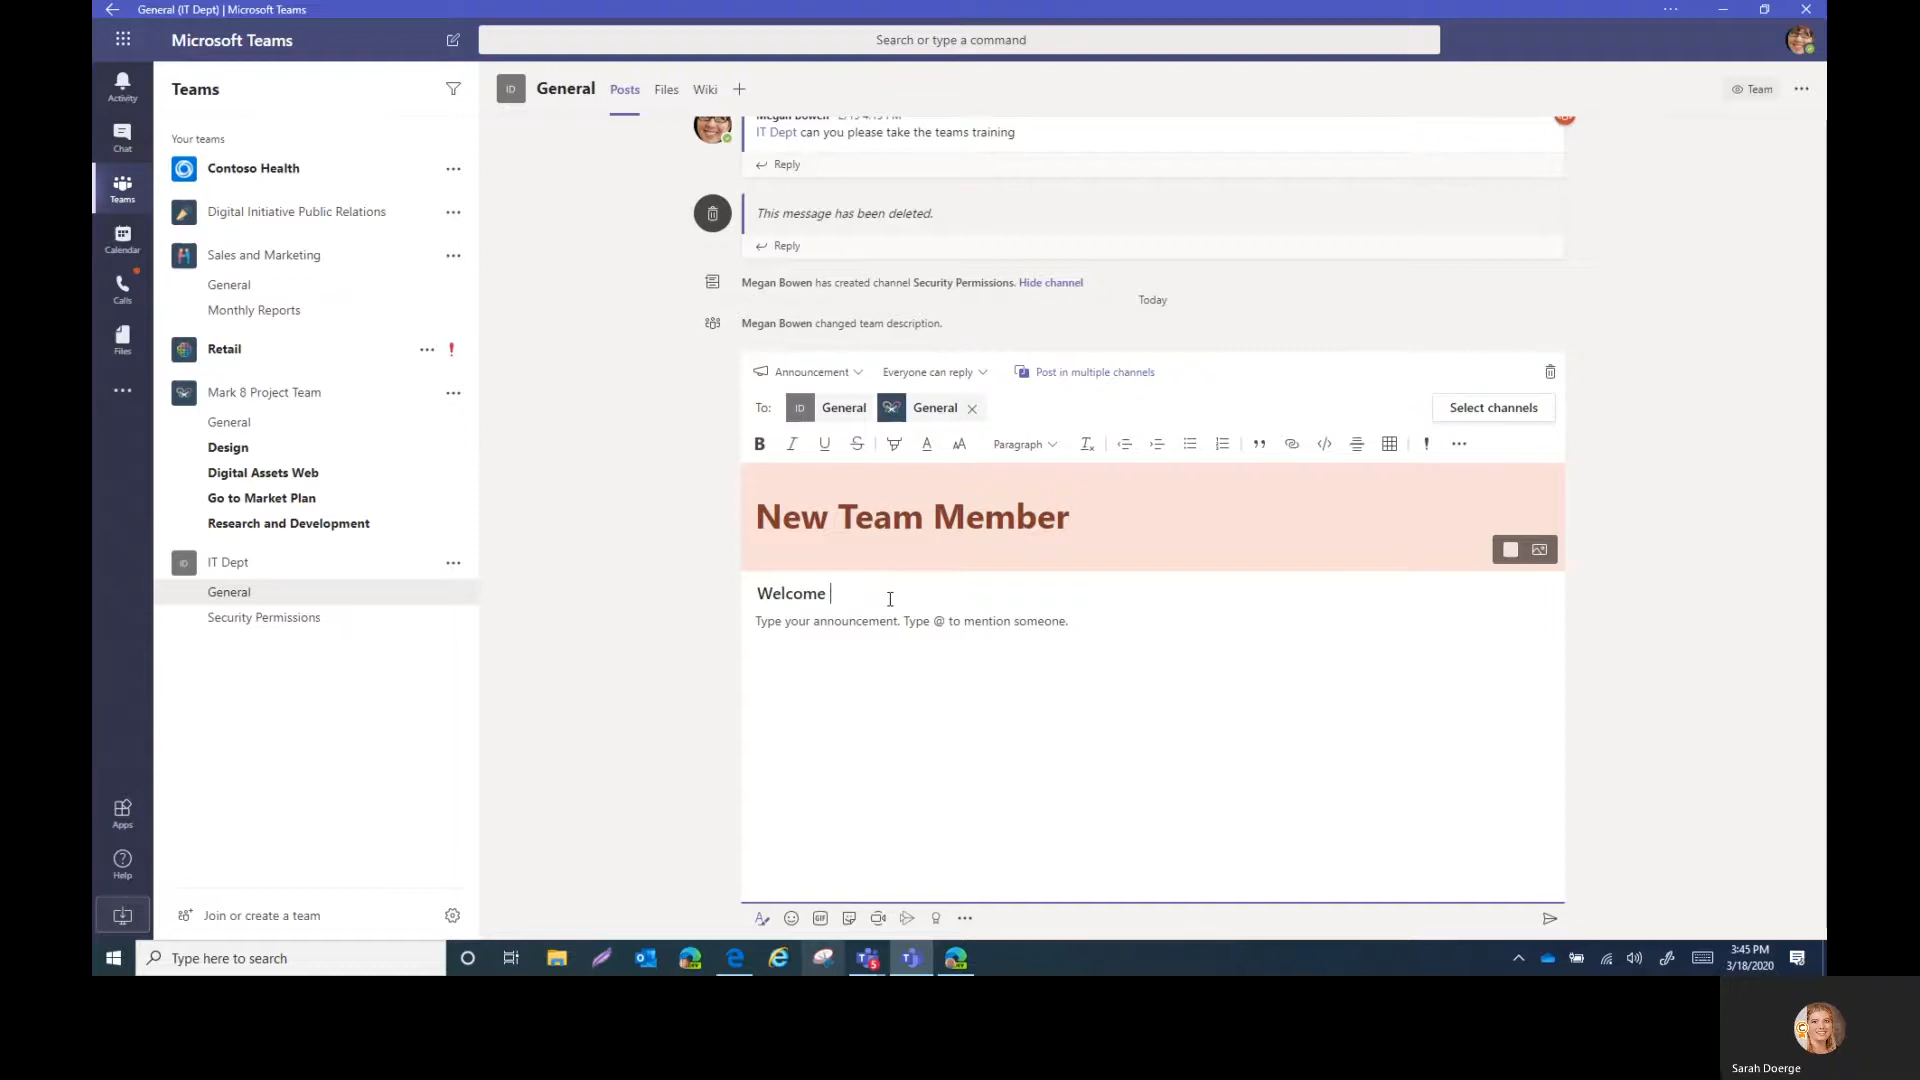 General (IT Dept) | Microsoft Teams
Microsoft Teams
Search or type a command
Activity
Chat
Teams
Calendar
Calls
Files
Apps
Help
Teams
Your teams
Contoso Health
Digital Initiative Public Relations
Sales and Marketing
General
Monthly Reports
Retail
Mark 8 Project Team
General
Design
Digital Assets Web
Go to Market Plan
Research and Development
ID IT Dept
General
Security Permissions
Join or create a team
ID General Posts Files Wiki
Team
Megan Bowen
IT Dept can you please take the teams training
Reply
This message has been deleted.
Reply
Megan Bowen has created channel Security Permissions. Hide channel
Today
Megan Bowen changed team description.
Announcement Everyone can reply Post in multiple channels
To: ID General General Select channels
B I U S A AA Paragraph
New Team Member
Welcome
Type your announcement. Type @ to mention someone.
GIF
Type here to search
3:45 PM
3/18/2020
Sarah Doerge